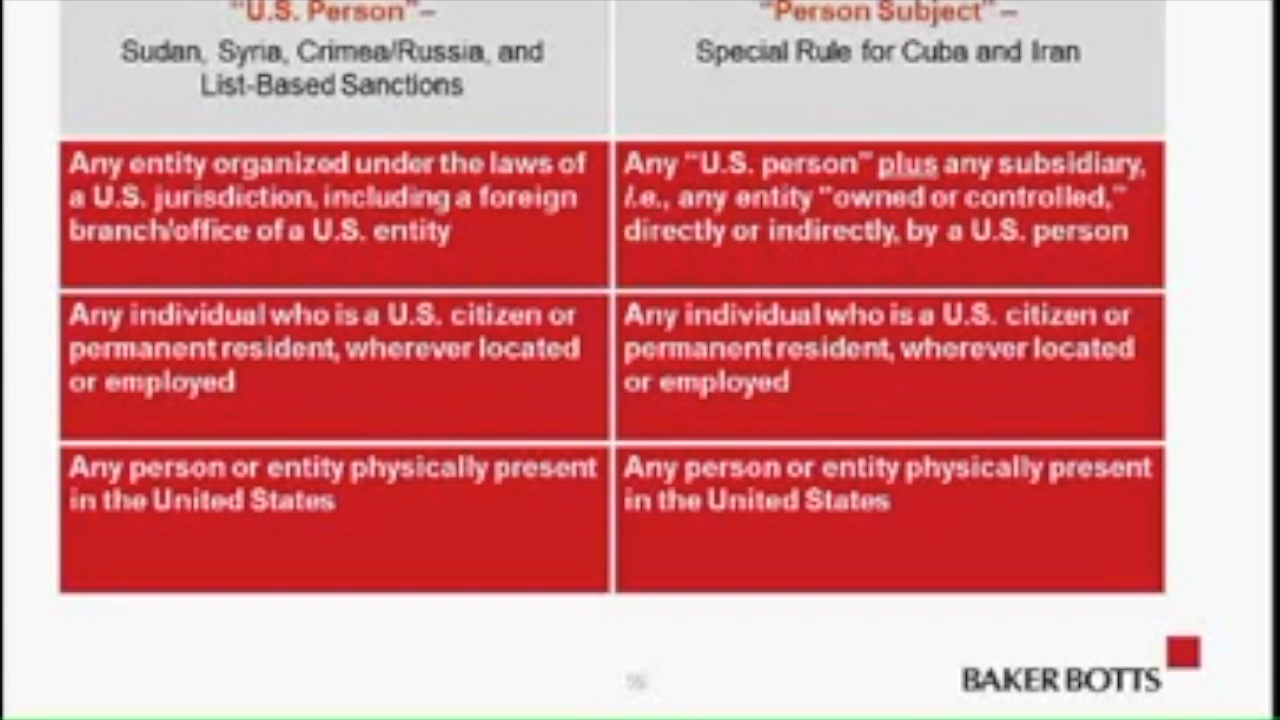 "U.S. Person"–
Sudan, Syria, Crimea/Russia, and
List-Based Sanctions
"Person Subject" –
Special Rule for Cuba and Iran
Any entity organized under the laws of
a U.S. jurisdiction, including a foreign
branch/office of a U.S. entity
Any "U.S. person" plus any subsidiary,
i.e., any entity "owned or controlled,"
directly or indirectly, by a U.S. person
Any individual who is a U.S. citizen or
permanent resident, wherever located
or employed
Any individual who is a U.S. citizen or
permanent resident, wherever located
or employed
Any person or entity physically present
in the United States
Any person or entity physically present
in the United States
BAKER BOTTS